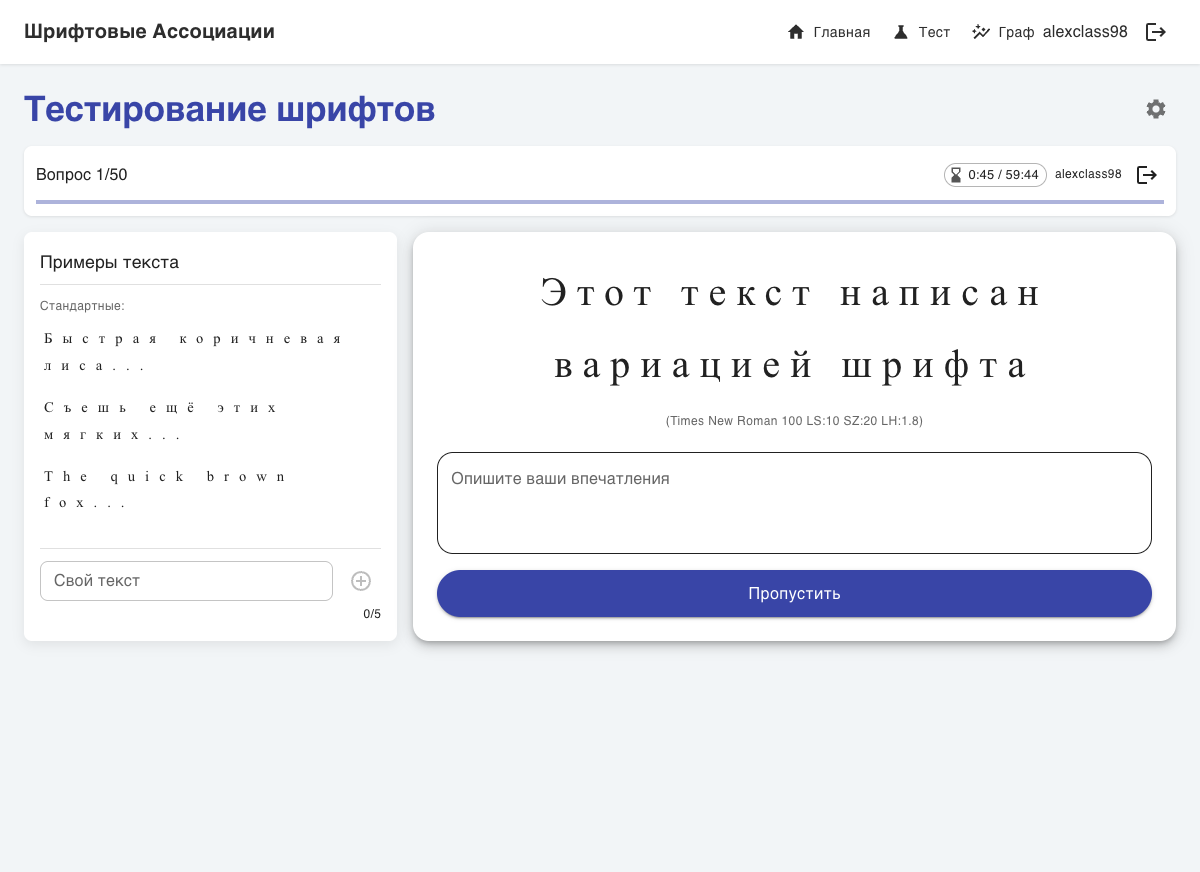 Шрифтовые Ассоциации
Главная
Тест
Граф
alexclass98
Тестирование шрифтов
Вопрос 1/50
0:45 / 59:44
alexclass98
Примеры текста
Стандартные:
Быстрая коричневая
лиса...
Съешь ещё этих
мягких...
The quick brown
fox...
Свой текст
0/5
Этот текст написан
вариацией шрифта
(Times New Roman 100 LS:10 SZ:20 LH:1.8)
Опишите ваши впечатления
Пропустить